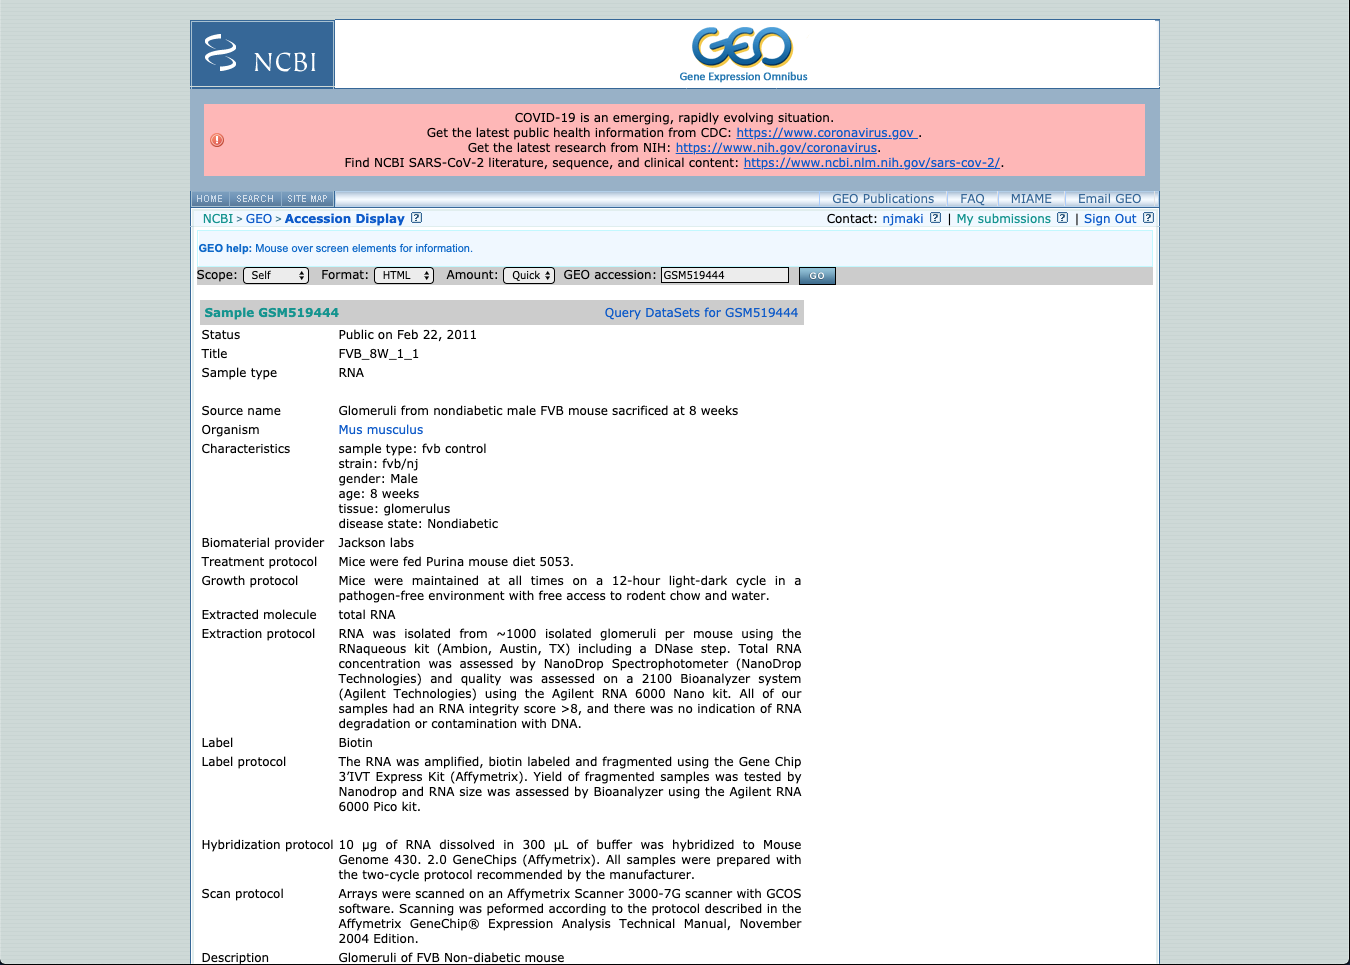 NCBI
GEO
Gene Expression Omnibus
COVID-19 is an emerging, rapidly evolving situation.
Get the latest public health information from CDC: https://www.coronavirus.gov .
Get the latest research from NIH: https://www.nih.gov/coronavirus.
Find NCBI SARS-CoV-2 literature, sequence, and clinical content: https://www.ncbi.nlm.nih.gov/sars-cov-2/.
HOME SEARCH SITE MAP GEO Publications FAQ MIAME Email GEO
NCBI > GEO > Accession Display ? Contact: njmaki ? | My submissions ? | Sign Out ?
GEO help: Mouse over screen elements for information.
Scope: Self Format: HTML Amount: Quick GEO accession: GSM519444 GO
Sample GSM519444 Query DataSets for GSM519444
Status Public on Feb 22, 2011
Title FVB_8W_1_1
Sample type RNA
Source name Glomeruli from nondiabetic male FVB mouse sacrificed at 8 weeks
Organism Mus musculus
Characteristics sample type: fvb control
strain: fvb/nj
gender: Male
age: 8 weeks
tissue: glomerulus
disease state: Nondiabetic
Biomaterial provider Jackson labs
Treatment protocol Mice were fed Purina mouse diet 5053.
Growth protocol Mice were maintained at all times on a 12-hour light-dark cycle in a
pathogen-free environment with free access to rodent chow and water.
Extracted molecule total RNA
Extraction protocol RNA was isolated from ~1000 isolated glomeruli per mouse using the
RNaqueous kit (Ambion, Austin, TX) including a DNase step. Total RNA
concentration was assessed by NanoDrop Spectrophotometer (NanoDrop
Technologies) and quality was assessed on a 2100 Bioanalyzer system
(Agilent Technologies) using the Agilent RNA 6000 Nano kit. All of our
samples had an RNA integrity score >8, and there was no indication of RNA
degradation or contamination with DNA.
Label Biotin
Label protocol The RNA was amplified, biotin labeled and fragmented using the Gene Chip
3'IVT Express Kit (Affymetrix). Yield of fragmented samples was tested by
Nanodrop and RNA size was assessed by Bioanalyzer using the Agilent RNA
6000 Pico kit.
Hybridization protocol 10 µg of RNA dissolved in 300 µL of buffer was hybridized to Mouse
Genome 430. 2.0 GeneChips (Affymetrix). All samples were prepared with
the two-cycle protocol recommended by the manufacturer.
Scan protocol Arrays were scanned on an Affymetrix Scanner 3000-7G scanner with GCOS
software. Scanning was peformed according to the protocol described in the
Affymetrix GeneChip® Expression Analysis Technical Manual, November
2004 Edition.
Description Glomeruli of FVB Non-diabetic mouse